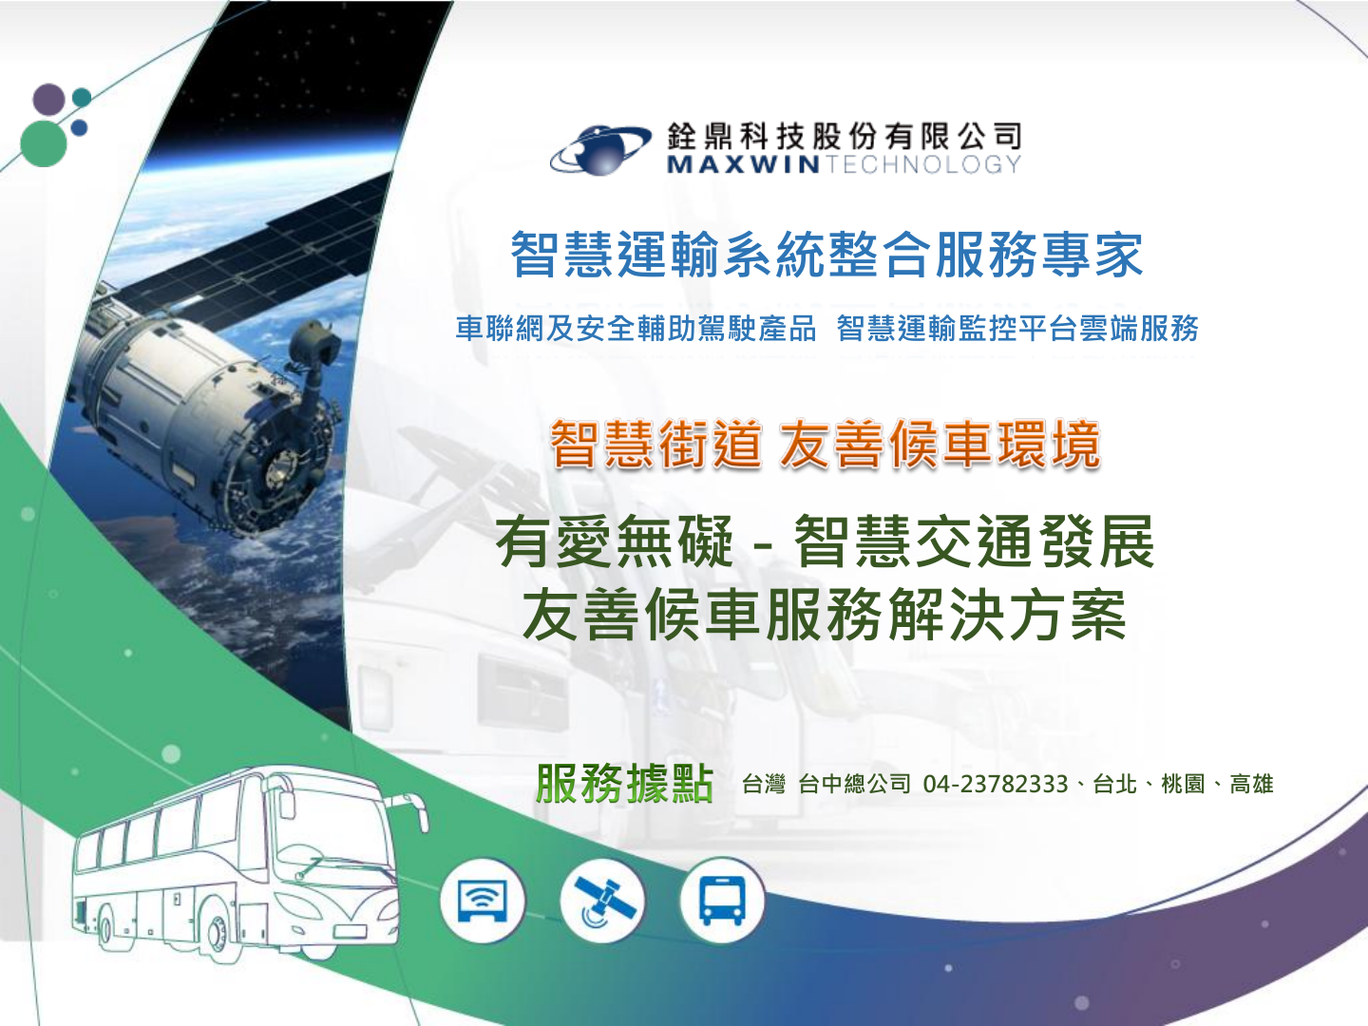 銓鼎科技股份有限公司
MAXWINTECHNOLOGY
智慧運輸系統整合服務專家
車聯網及安全輔助駕駛產品 智慧運輸監控平台雲端服務
智慧街道 友善候車環境
有愛無礙 - 智慧交通發展
友善候車服務解決方案
服務據點 台灣 台中總公司 04-23782333、台北、桃園、高雄